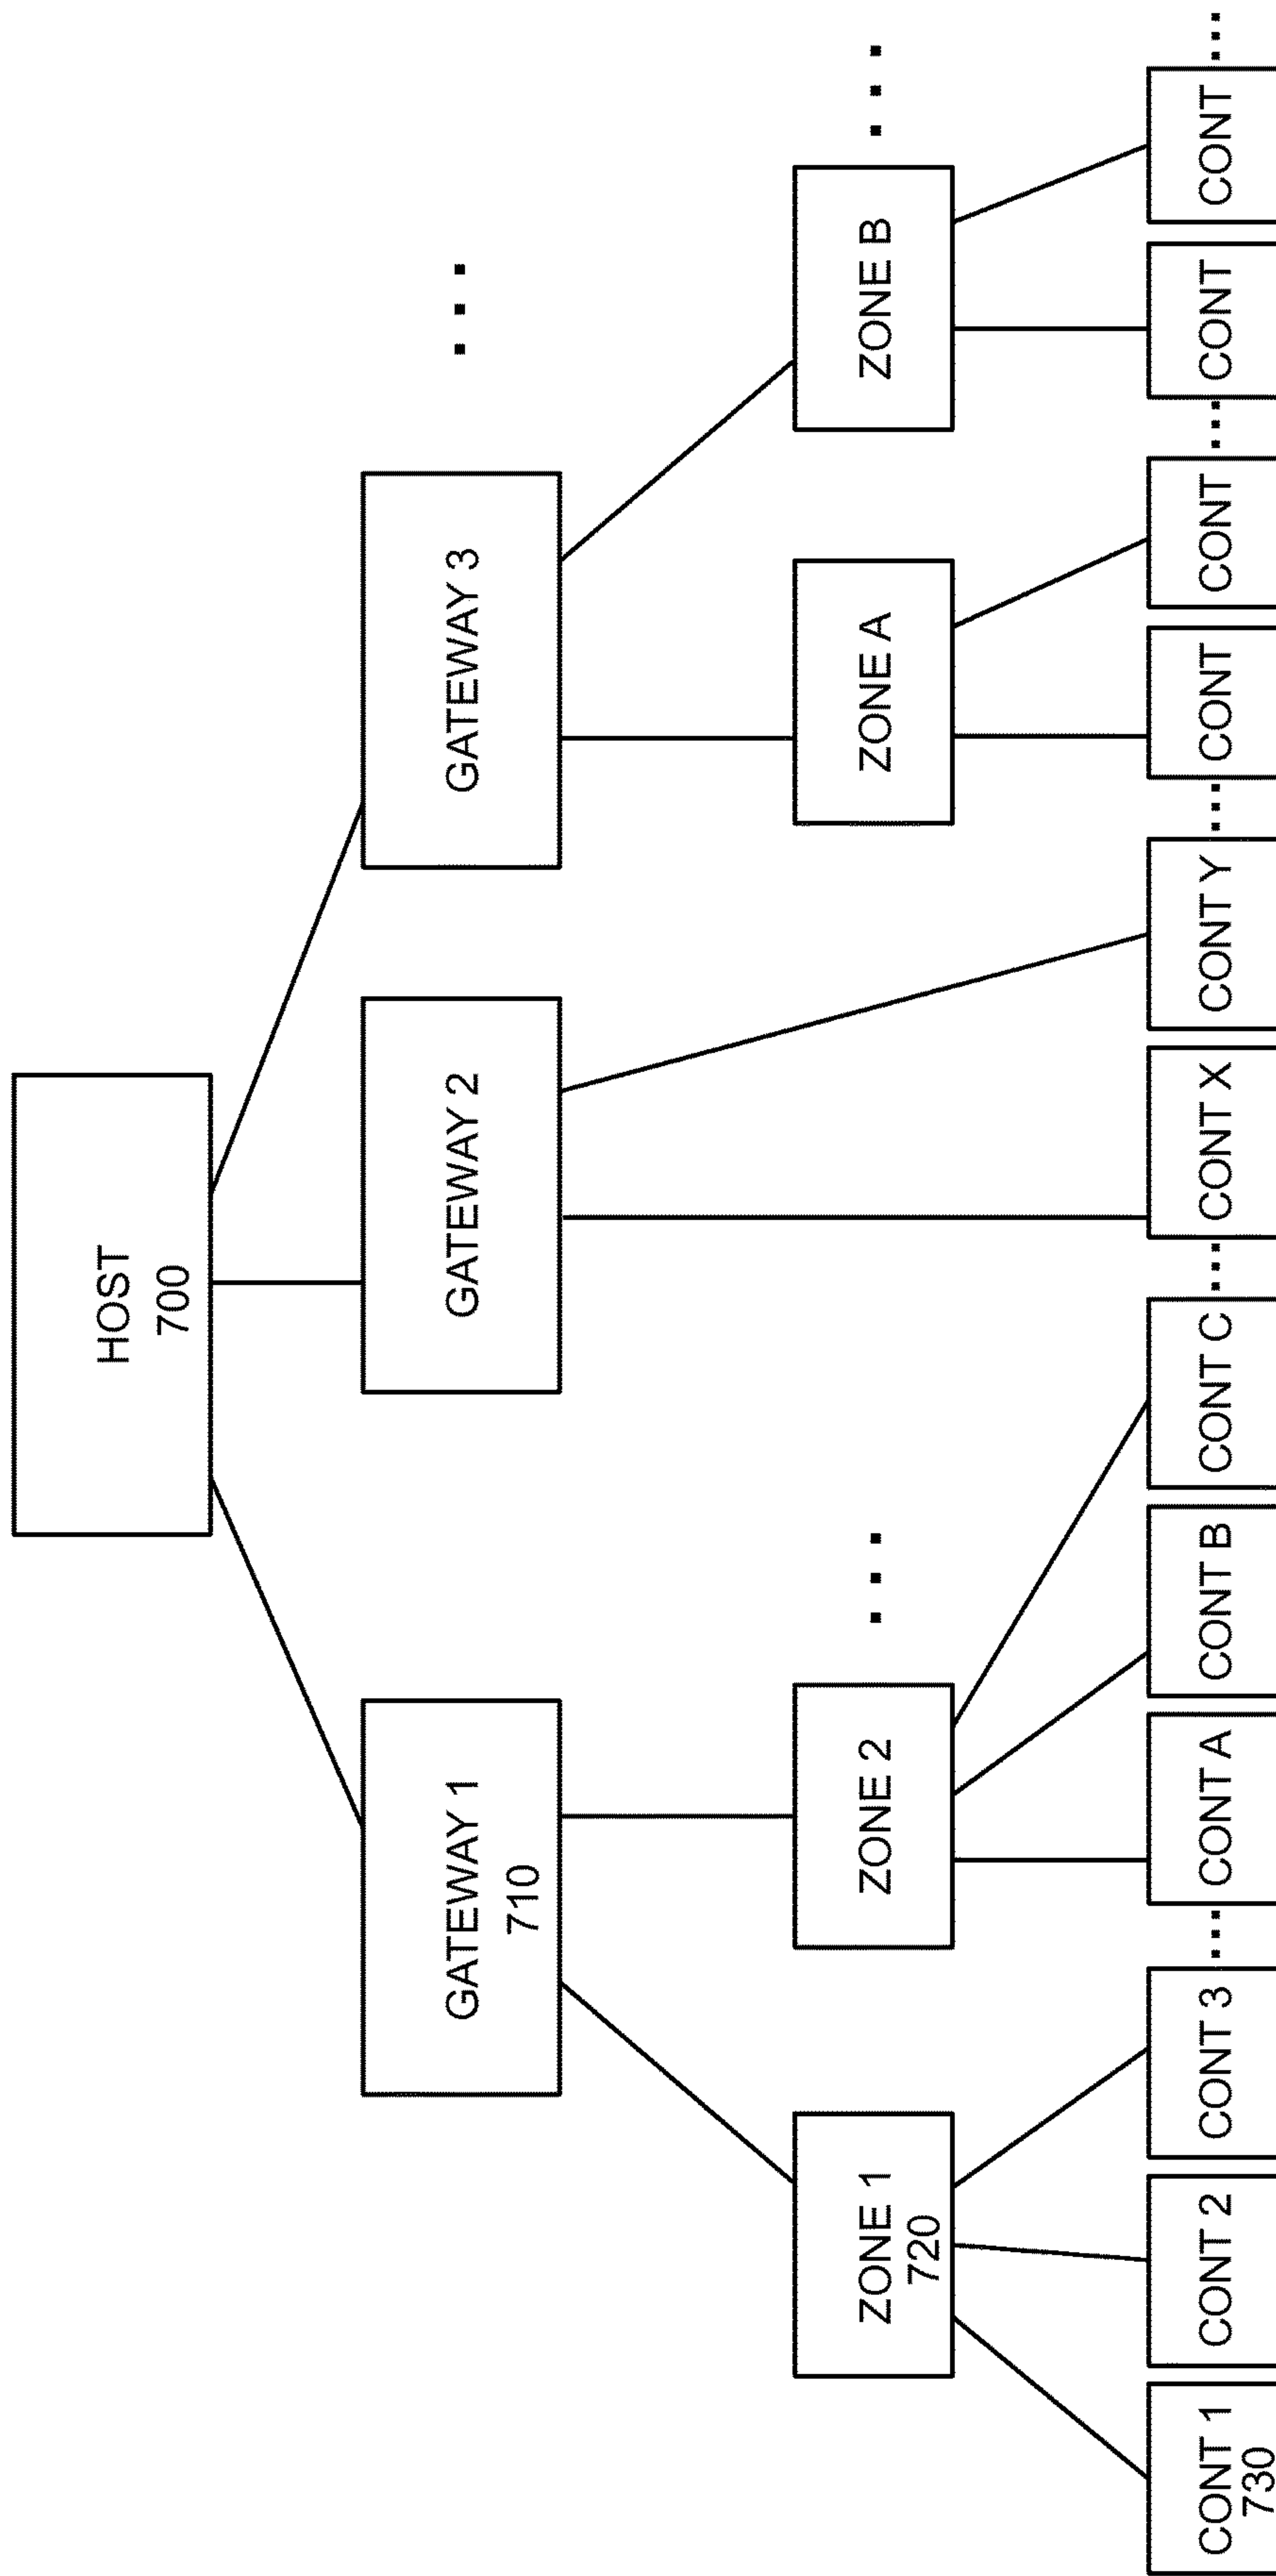 HOST
700
GATEWAY 1
710
GATEWAY 2
GATEWAY 3
. . .
ZONE 1
720
ZONE 2
. . .
ZONE A
ZONE B
. . .
CONT 1
730
CONT 2
CONT 3
...
CONT A
CONT B
CONT C
...
CONT X
CONT Y
...
CONT
CONT
...
CONT
CONT
...